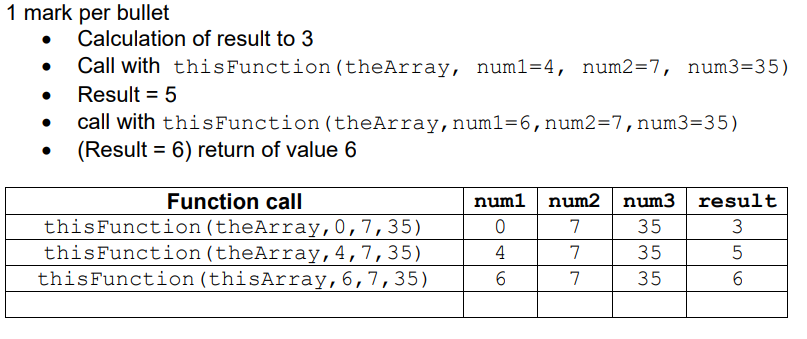 1 mark per bullet
• Calculation of result to 3
• Call with thisFunction(theArray, num1=4, num2=7, num3=35)
• Result = 5
• call with thisFunction(theArray,num1=6,num2=7,num3=35)
• (Result = 6) return of value 6
Function call num1 num2 num3 result
thisFunction(theArray,0,7,35) 0 7 35 3
thisFunction(theArray,4,7,35) 4 7 35 5
thisFunction(thisArray,6,7,35) 6 7 35 6